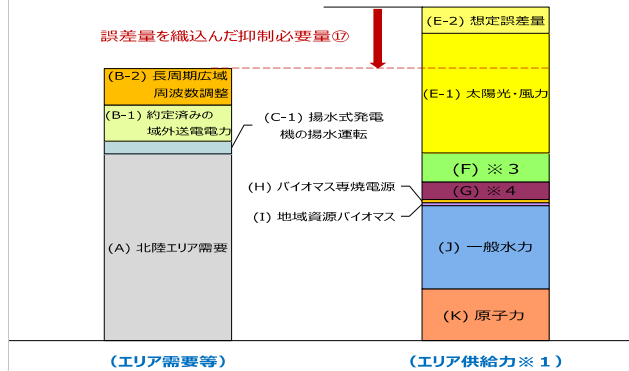 誤差量を織込んだ抑制必要量⑰
(E-2) 想定誤差量
(B-2) 長周期広域
周波数調整
(E-1) 太陽光・風力
(B-1) 約定済みの
域外送電電力
(C-1) 揚水式発電
機の揚水運転
(F) ※３
(H) バイオマス専焼電源
(G) ※４
(I) 地域資源バイオマス
(A) 北陸エリア需要
(J) 一般水力
(K) 原子力
(エリア需要等)
(エリア供給力※１)